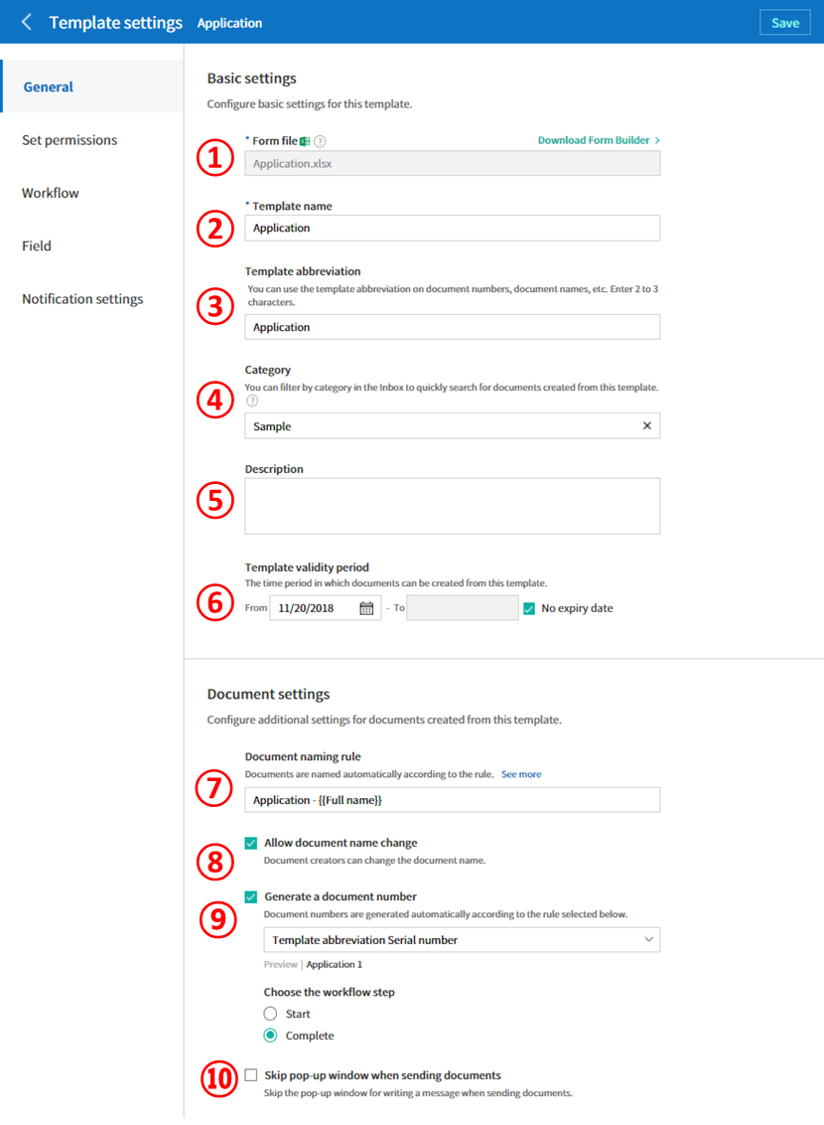 Template settings Application Save
General
Set permissions
Workflow
Field
Notification settings
Basic settings
Configure basic settings for this template.
① * Form file ? Download Form Builder >
Application.xlsx
② * Template name
Application
③ Template abbreviation
You can use the template abbreviation on document numbers, document names, etc. Enter 2 to 3
characters.
Application
④ Category
You can filter by category in the Inbox to quickly search for documents created from this template.
?
Sample ✕
⑤ Description
⑥ Template validity period
The time period in which documents can be created from this template.
From 11/20/2018 - To No expiry date
Document settings
Configure additional settings for documents created from this template.
⑦ Document naming rule
Documents are named automatically according to the rule. See more
Application - {{Full name}}
⑧ Allow document name change
Document creators can change the document name.
⑨ Generate a document number
Document numbers are generated automatically according to the rule selected below.
Template abbreviation Serial number
Preview | Application 1
Choose the workflow step
Start
Complete
⑩ Skip pop-up window when sending documents
Skip the pop-up window for writing a message when sending documents.